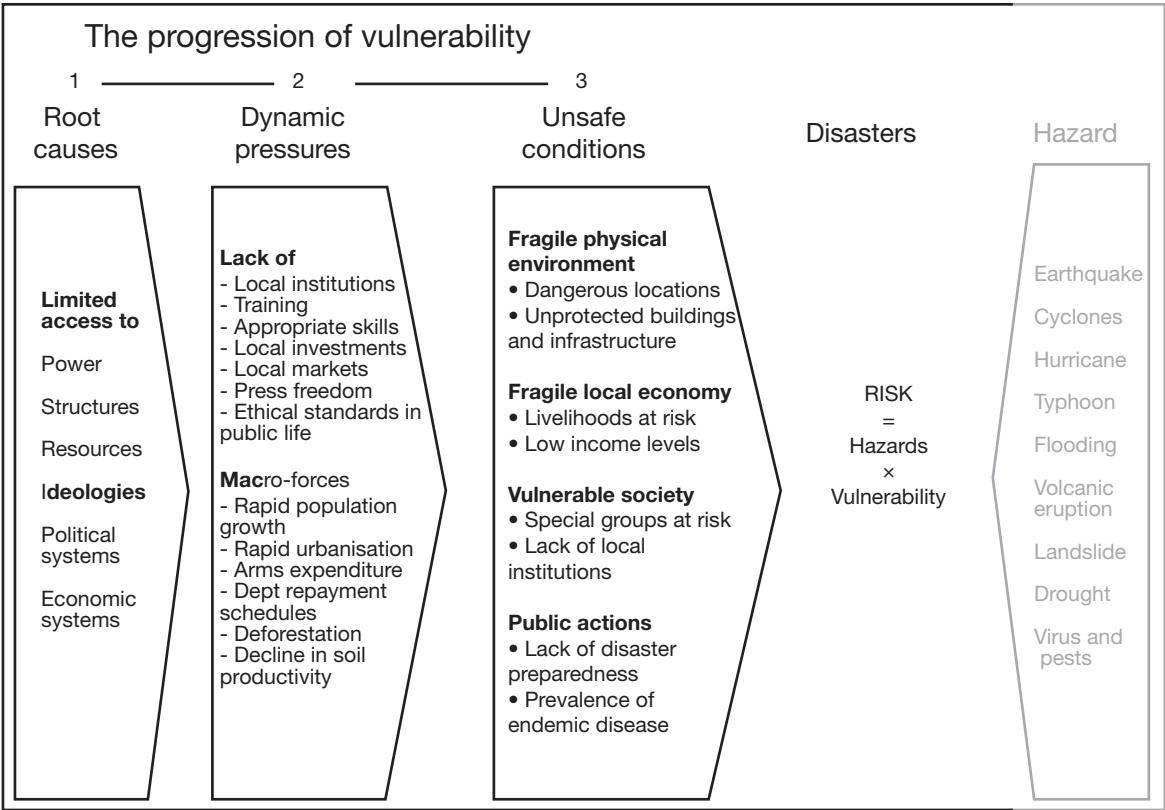 The progression of vulnerability
1
2
3
Root
causes
Dynamic
pressures
Unsafe
conditions
Disasters
Hazard
Limited
access to
Power
Structures
Resources
Ideologies
Political
systems
Economic
systems
Lack of
- Local institutions
- Training
- Appropriate skills
- Local investments
- Local markets
- Press freedom
- Ethical standards in
public life
Macro-forces
- Rapid population
growth
- Rapid urbanisation
- Arms expenditure
- Dept repayment
schedules
- Deforestation
- Decline in soil
productivity
Fragile physical
environment
• Dangerous locations
• Unprotected buildings
and infrastructure
Fragile local economy
• Livelihoods at risk
• Low income levels
Vulnerable society
• Special groups at risk
• Lack of local
institutions
Public actions
• Lack of disaster
preparedness
• Prevalence of
endemic disease
RISK
=
Hazards
×
Vulnerability
Earthquake
Cyclones
Hurricane
Typhoon
Flooding
Volcanic
eruption
Landslide
Drought
Virus and
pests